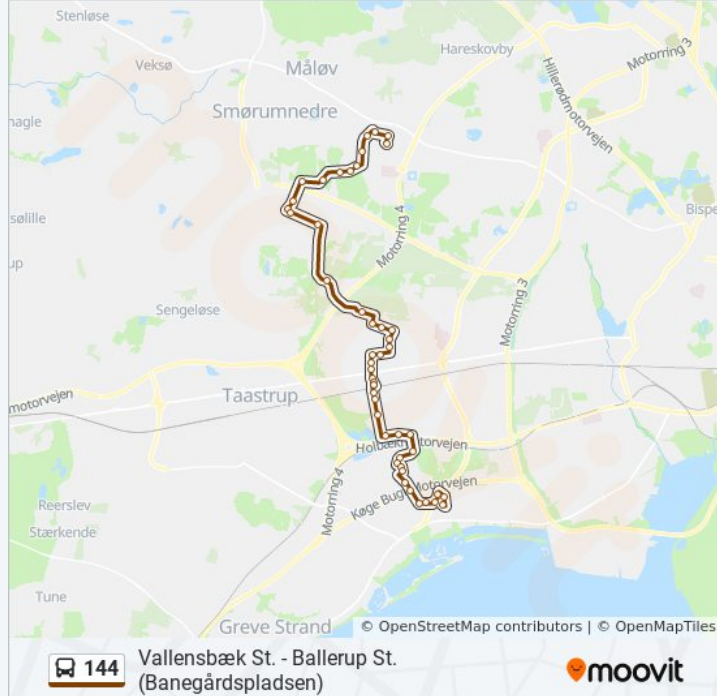 Stenløse
Veksø
Måløv
Hareskovby
Motorring 3
Hillerødmotorvejen
Smørumnedre
nagle
sølille
Bispe
up
Motorring 4
Sengeløse
Motorring 3
Taastrup
motorvejen
Holbækmotorvejen
Motorring 4
Køge Bugt Motorvejen
Reerslev
Stærkende
Tune
Greve Strand
© OpenStreetMap contributors | © OpenMapTiles
144
Vallensbæk St. - Ballerup St.
(Banegårdspladsen)
moovit